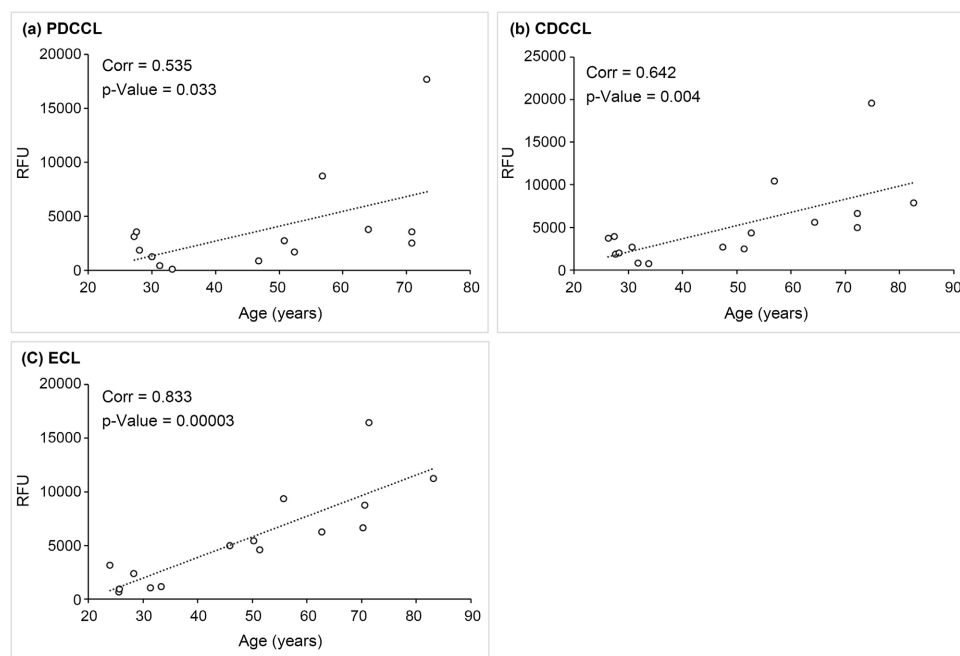 (a) PDCCL
Corr = 0.535
p-Value = 0.033
20000
15000
10000
5000
0
RFU
20 30 40 50 60 70 80
Age (years)
(b) CDCCL
Corr = 0.642
p-Value = 0.004
25000
20000
15000
10000
5000
0
RFU
20 30 40 50 60 70 80 90
Age (years)
(C) ECL
Corr = 0.833
p-Value = 0.00003
20000
15000
10000
5000
0
RFU
20 30 40 50 60 70 80 90
Age (years)